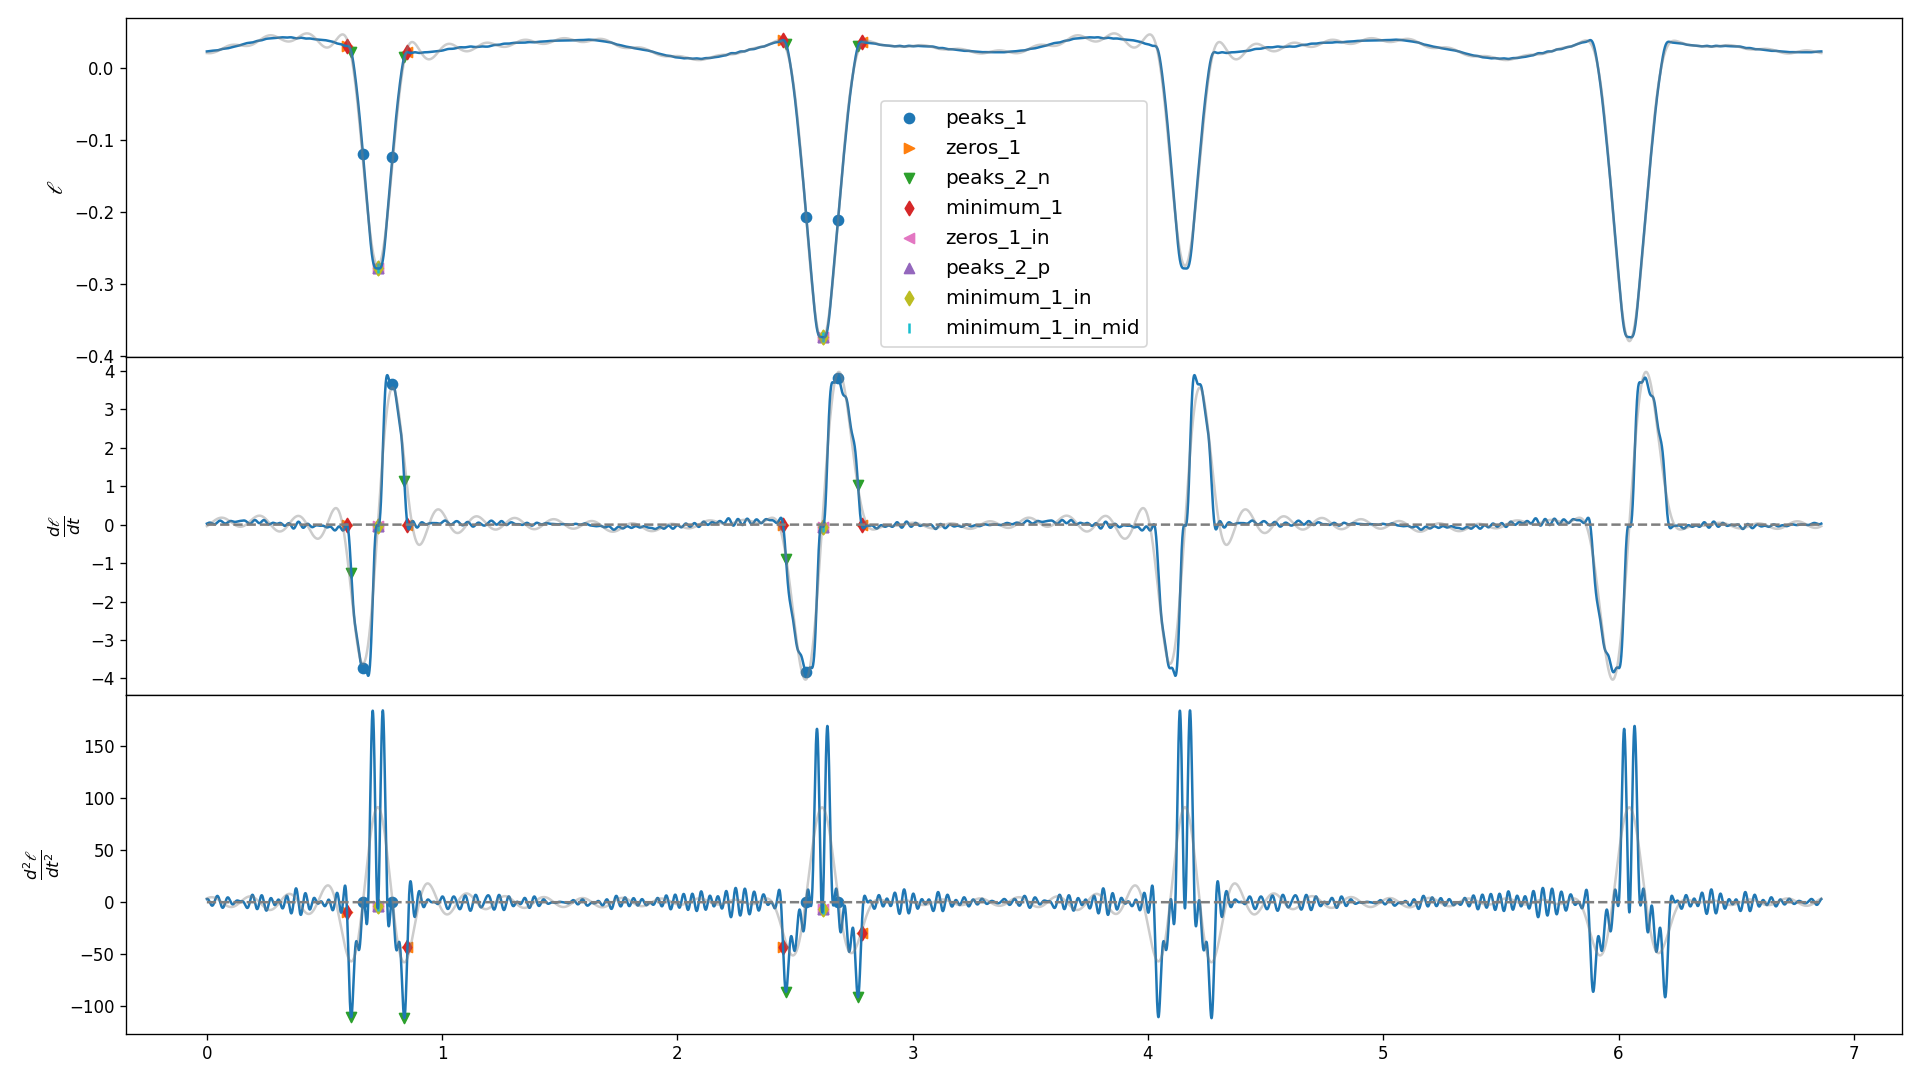 0.0
−0.1
−0.2
−0.3
−0.4
ℓ
peaks_1
zeros_1
peaks_2_n
minimum_1
zeros_1_in
peaks_2_p
minimum_1_in
minimum_1_in_mid
4
3
2
1
0
−1
−2
−3
−4
dℓ
dt
150
100
50
0
−50
−100
d²ℓ
dt²
0 1 2 3 4 5 6 7